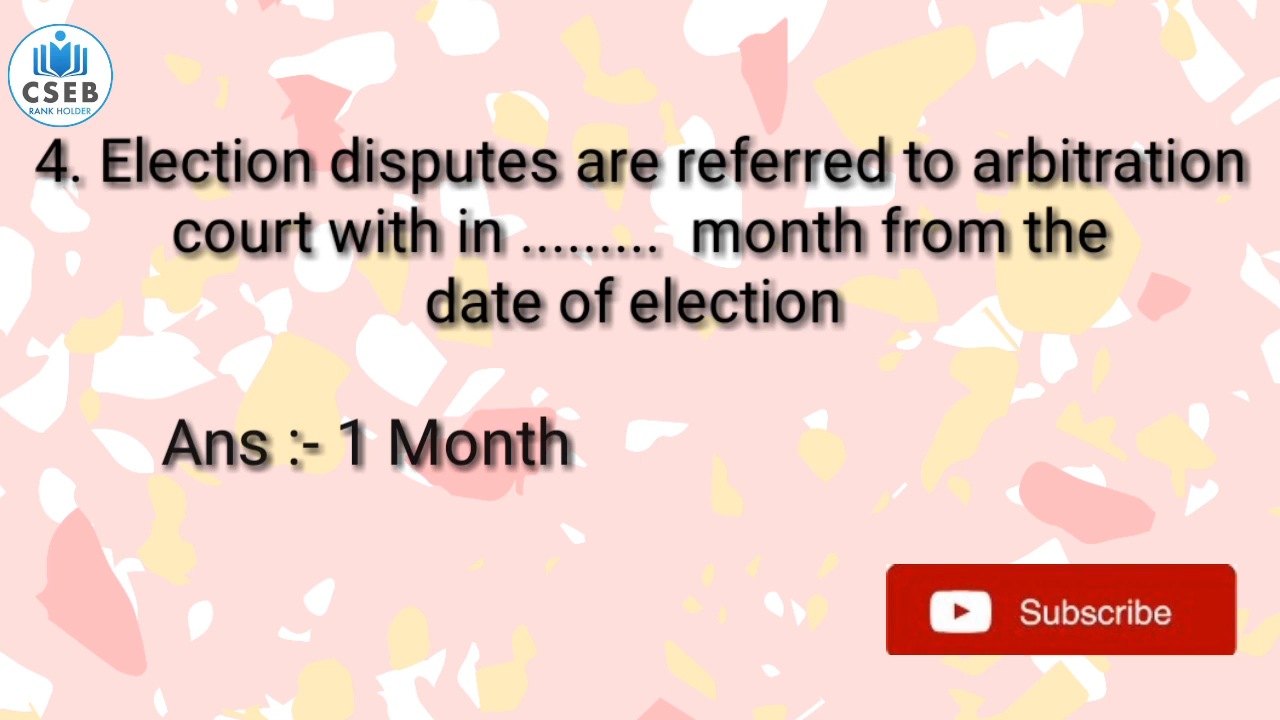 CSEB
RANK HOLDER
4. Election disputes are referred to arbitration
court with in ......... month from the
date of election
Ans :- 1 Month
Subscribe